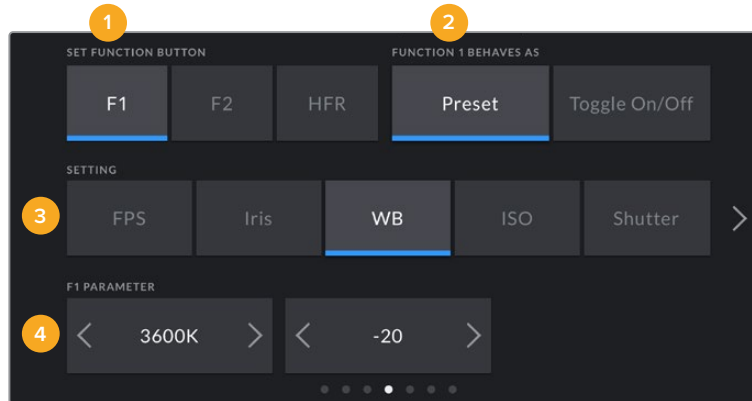 1 2
SET FUNCTION BUTTON FUNCTION 1 BEHAVES AS
F1 F2 HFR Preset Toggle On/Off
SETTING
3 FPS Iris WB ISO Shutter
F1 PARAMETER
4 3600K -20